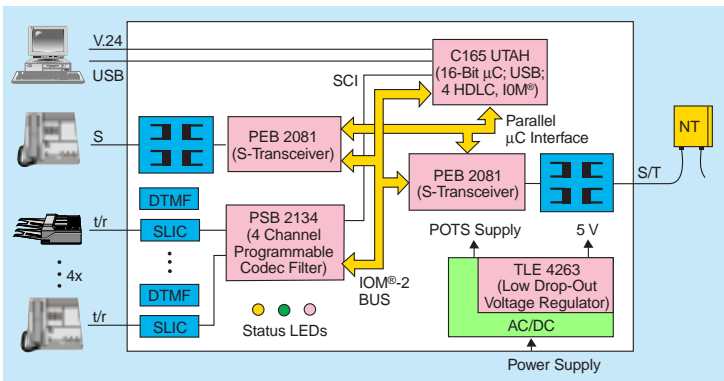 V.24
USB
C165 UTAH
(16-Bit µC; USB;
4 HDLC, I0M®)
SCI
S
PEB 2081
(S-Transceiver)
Parallel
µC Interface
NT
PEB 2081
(S-Transceiver)
S/T
DTMF
t/r
SLIC
PSB 2134
(4 Channel
Programmable
Codec Filter)
4x
DTMF
t/r
SLIC
IOM®-2
BUS
Status LEDs
POTS Supply
5 V
TLE 4263
(Low Drop-Out
Voltage Regulator)
AC/DC
Power Supply